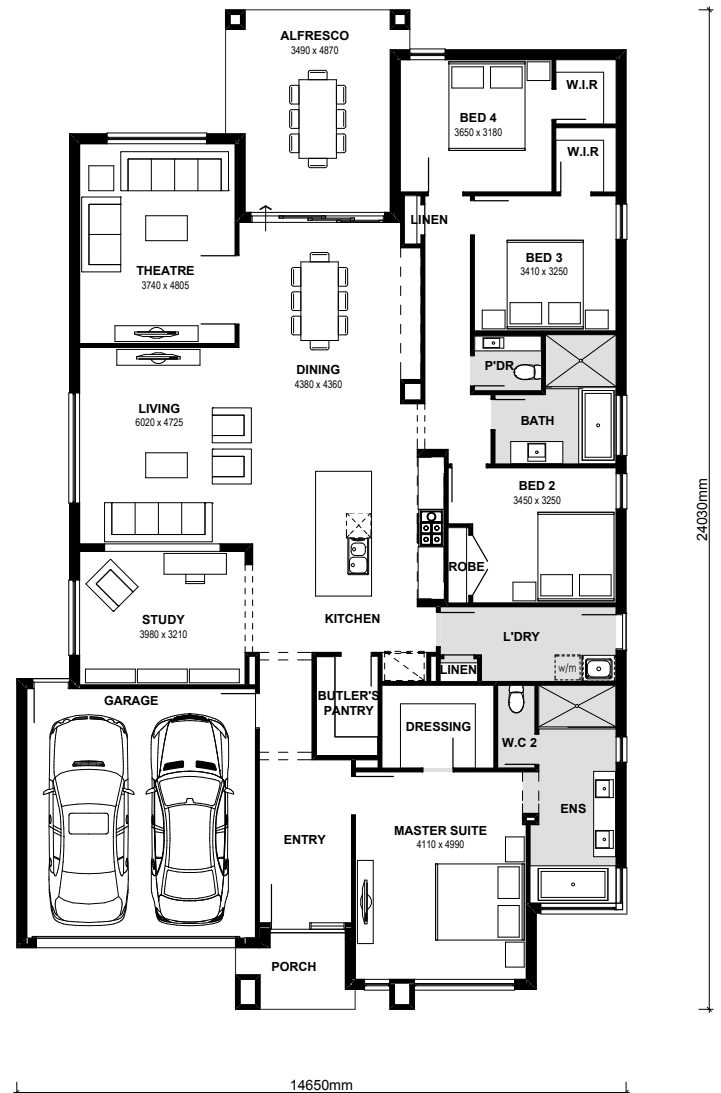 ALFRESCO
3490 x 4870
BED 4
3650 x 3180
W.I.R
W.I.R
LINEN
THEATRE
3740 x 4805
BED 3
3410 x 3250
DINING
4380 x 4360
P'DR
LIVING
6020 x 4725
BATH
BED 2
3450 x 3250
24030mm
ROBE
STUDY
3980 x 3210
KITCHEN
L'DRY
LINEN
w/m
GARAGE
BUTLER'S
PANTRY
DRESSING
W.C 2
ENS
ENTRY
MASTER SUITE
4110 x 4990
PORCH
14650mm